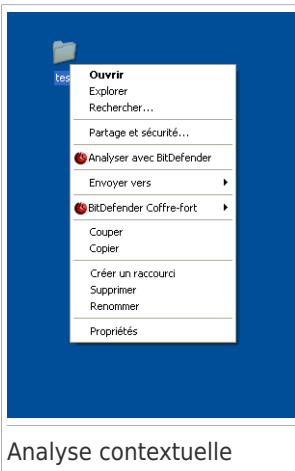 Ouvrir
Explorer
Rechercher...
Partage et sécurité...
Analyser avec BitDefender
Envoyer vers
BitDefender Coffre-fort
Couper
Copier
Créer un raccourci
Supprimer
Renommer
Propriétés
Analyse contextuelle